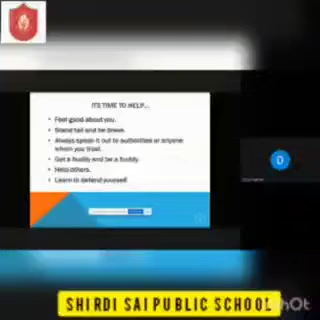 ITS TIME TO HELP...
• Feel good about you.
• Stand tall and be brave.
• Always speak it out to authorities or anyone
whom you trust.
• Get a buddy and be a buddy.
• Help others.
• Learn to defend yourself
D
SHIRDI SAI PUBLIC SCHOOL